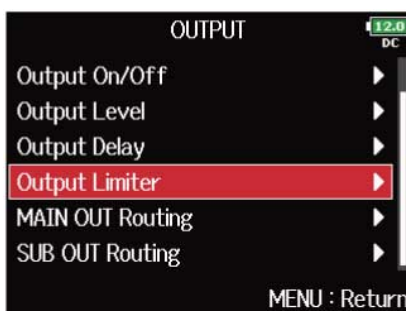 OUTPUT
12.0
DC
Output On/Off
Output Level
Output Delay
Output Limiter
MAIN OUT Routing
SUB OUT Routing
MENU : Return